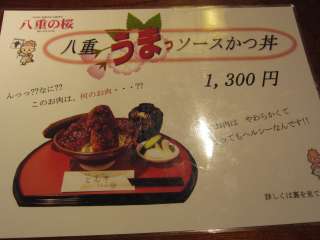 八重の桜
八重うまっソースかつ丼
1,300円
んっっ??なに??
このお肉は、何のお肉・・・??
お肉は やわらかくて
ってもヘルシーなんです!!
詳しくは裏を見て